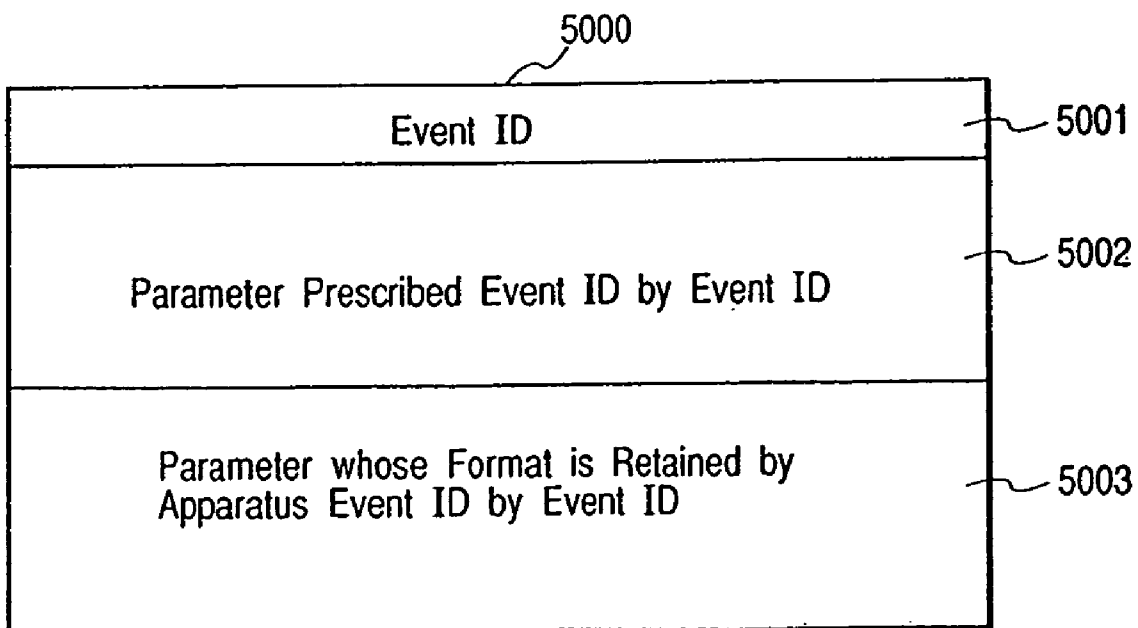 5000
Event ID
5001
Parameter Prescribed Event ID by Event ID
5002
Parameter whose Format is Retained by
Apparatus Event ID by Event ID
5003